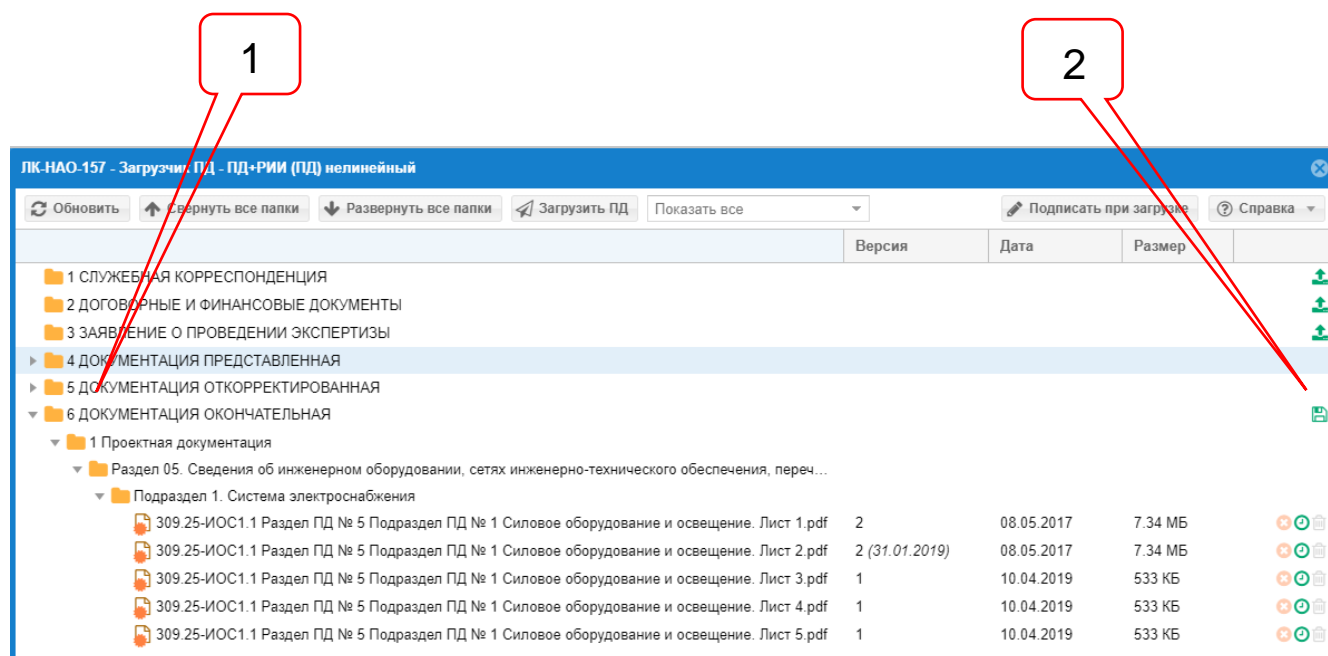 1
2
ЛК-НАО-157 - Загрузчик ПД - ПД+РИИ (ПД) нелинейный
Обновить Свернуть все папки Развернуть все папки Загрузить ПД Показать все Подписать при загрузке Справка
Версия Дата Размер
1 СЛУЖЕБНАЯ КОРРЕСПОНДЕНЦИЯ
2 ДОГОВОРНЫЕ И ФИНАНСОВЫЕ ДОКУМЕНТЫ
3 ЗАЯВЛЕНИЕ О ПРОВЕДЕНИИ ЭКСПЕРТИЗЫ
4 ДОКУМЕНТАЦИЯ ПРЕДСТАВЛЕННАЯ
5 ДОКУМЕНТАЦИЯ ОТКОРРЕКТИРОВАННАЯ
6 ДОКУМЕНТАЦИЯ ОКОНЧАТЕЛЬНАЯ
1 Проектная документация
Раздел 05. Сведения об инженерном оборудовании, сетях инженерно-технического обеспечения, переч...
Подраздел 1. Система электроснабжения
309.25-ИОС1.1 Раздел ПД № 5 Подраздел ПД № 1 Силовое оборудование и освещение. Лист 1.pdf 2 08.05.2017 7.34 МБ
309.25-ИОС1.1 Раздел ПД № 5 Подраздел ПД № 1 Силовое оборудование и освещение. Лист 2.pdf 2 (31.01.2019) 08.05.2017 7.34 МБ
309.25-ИОС1.1 Раздел ПД № 5 Подраздел ПД № 1 Силовое оборудование и освещение. Лист 3.pdf 1 10.04.2019 533 КБ
309.25-ИОС1.1 Раздел ПД № 5 Подраздел ПД № 1 Силовое оборудование и освещение. Лист 4.pdf 1 10.04.2019 533 КБ
309.25-ИОС1.1 Раздел ПД № 5 Подраздел ПД № 1 Силовое оборудование и освещение. Лист 5.pdf 1 10.04.2019 533 КБ